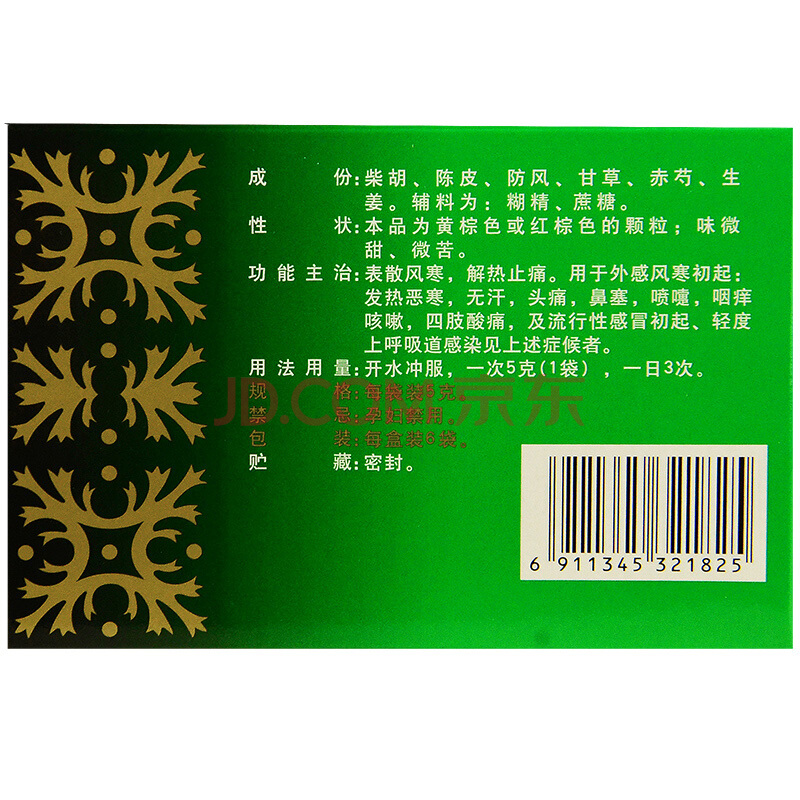 成份:柴胡、陈皮、防风、甘草、赤芍、生
姜。辅料为:糊精、蔗糖。
性状:本品为黄棕色或红棕色的颗粒;味微
甜、微苦。
功能主治:表散风寒,解热止痛。用于外感风寒初起:
发热恶寒,无汗,头痛,鼻塞,喷嚏,咽痒
咳嗽,四肢酸痛,及流行性感冒初起、轻度
上呼吸道感染见上述症候者。
用法用量:开水冲服,一次5克(1袋),一日3次。
规格:每袋装5克。
禁忌:孕妇禁用。
包装:每盒装6袋。
贮藏:密封。
JD.COM 京东
6 911345 321825